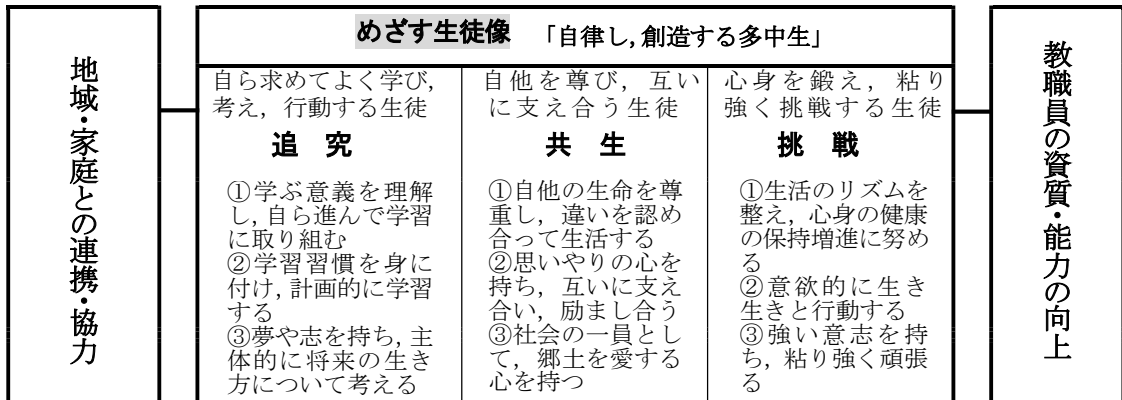 地域・家庭との連携・協力
めざす生徒像 「自律し,創造する多中生」
自ら求めてよく学び，
考え，行動する生徒
追 究
①学ぶ意義を理解
し,自ら進んで学習
に取り組む
②学習習慣を身に
付け,計画的に学習
する
③夢や志を持ち,主
体的に将来の生き
方について考える
自他を尊び，互い
に支え合う生徒
共 生
①自他の生命を尊
重し，違いを認め
合って生活する
②思いやりの心を
持ち，互いに支え
合い，励まし合う
③社会の一員とし
て，郷土を愛する
心を持つ
心身を鍛え，粘り
強く挑戦する生徒
挑 戦
①生活のリズムを
整え，心身の健康
の保持増進に努め
る
②意欲的に生き
生きと行動する
③強い意志を持
ち，粘り強く頑張
る
教職員の資質・能力の向上